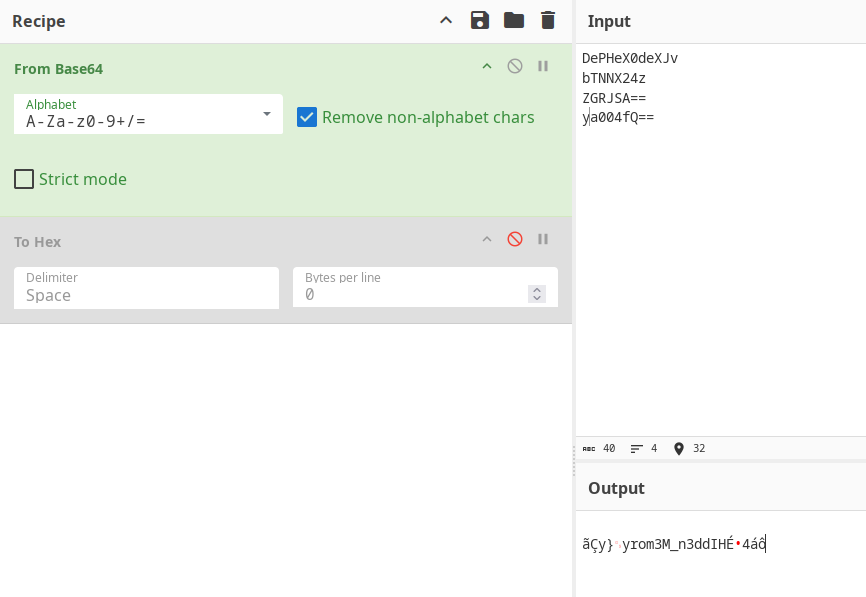 Recipe
From Base64
Alphabet
A-Za-z0-9+/=
Remove non-alphabet chars
Strict mode
To Hex
Delimiter
Space
Bytes per line
0
Input
DePHeX0deXJv
bTNNX24z
ZGRJSA==
ya004fQ==
ABC 40 4 32
Output
ãÇy}␝yrom3M_n3ddIHÉ•4áô